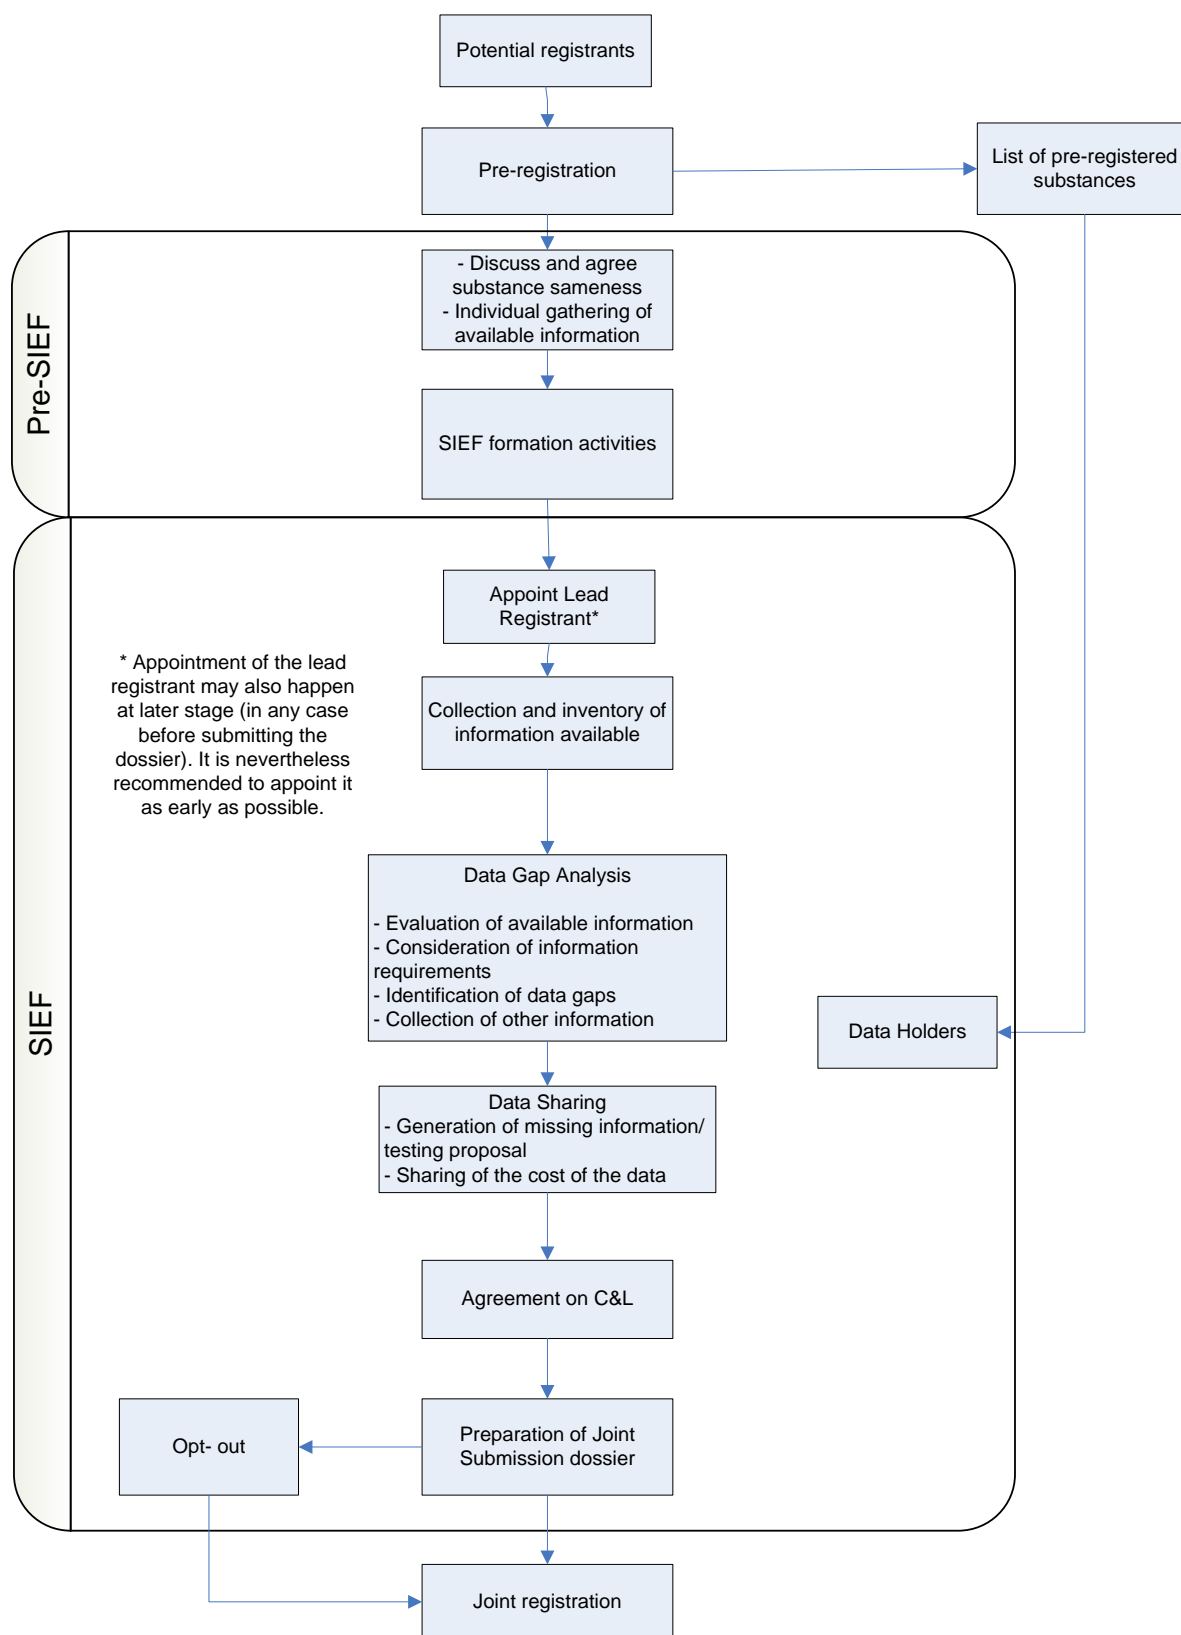 Potential registrants
Pre-registration
List of pre-registered
substances
Pre-SIEF
- Discuss and agree
substance sameness
- Individual gathering of
available information
SIEF formation activities
SIEF
Appoint Lead
Registrant*
* Appointment of the lead
registrant may also happen
at later stage (in any case
before submitting the
dossier). It is nevertheless
recommended to appoint it
as early as possible.
Collection and inventory of
information available
Data Gap Analysis
- Evaluation of available information
- Consideration of information
requirements
- Identification of data gaps
- Collection of other information
Data Holders
Data Sharing
- Generation of missing information/
testing proposal
- Sharing of the cost of the data
Agreement on C&L
Opt- out
Preparation of Joint
Submission dossier
Joint registration